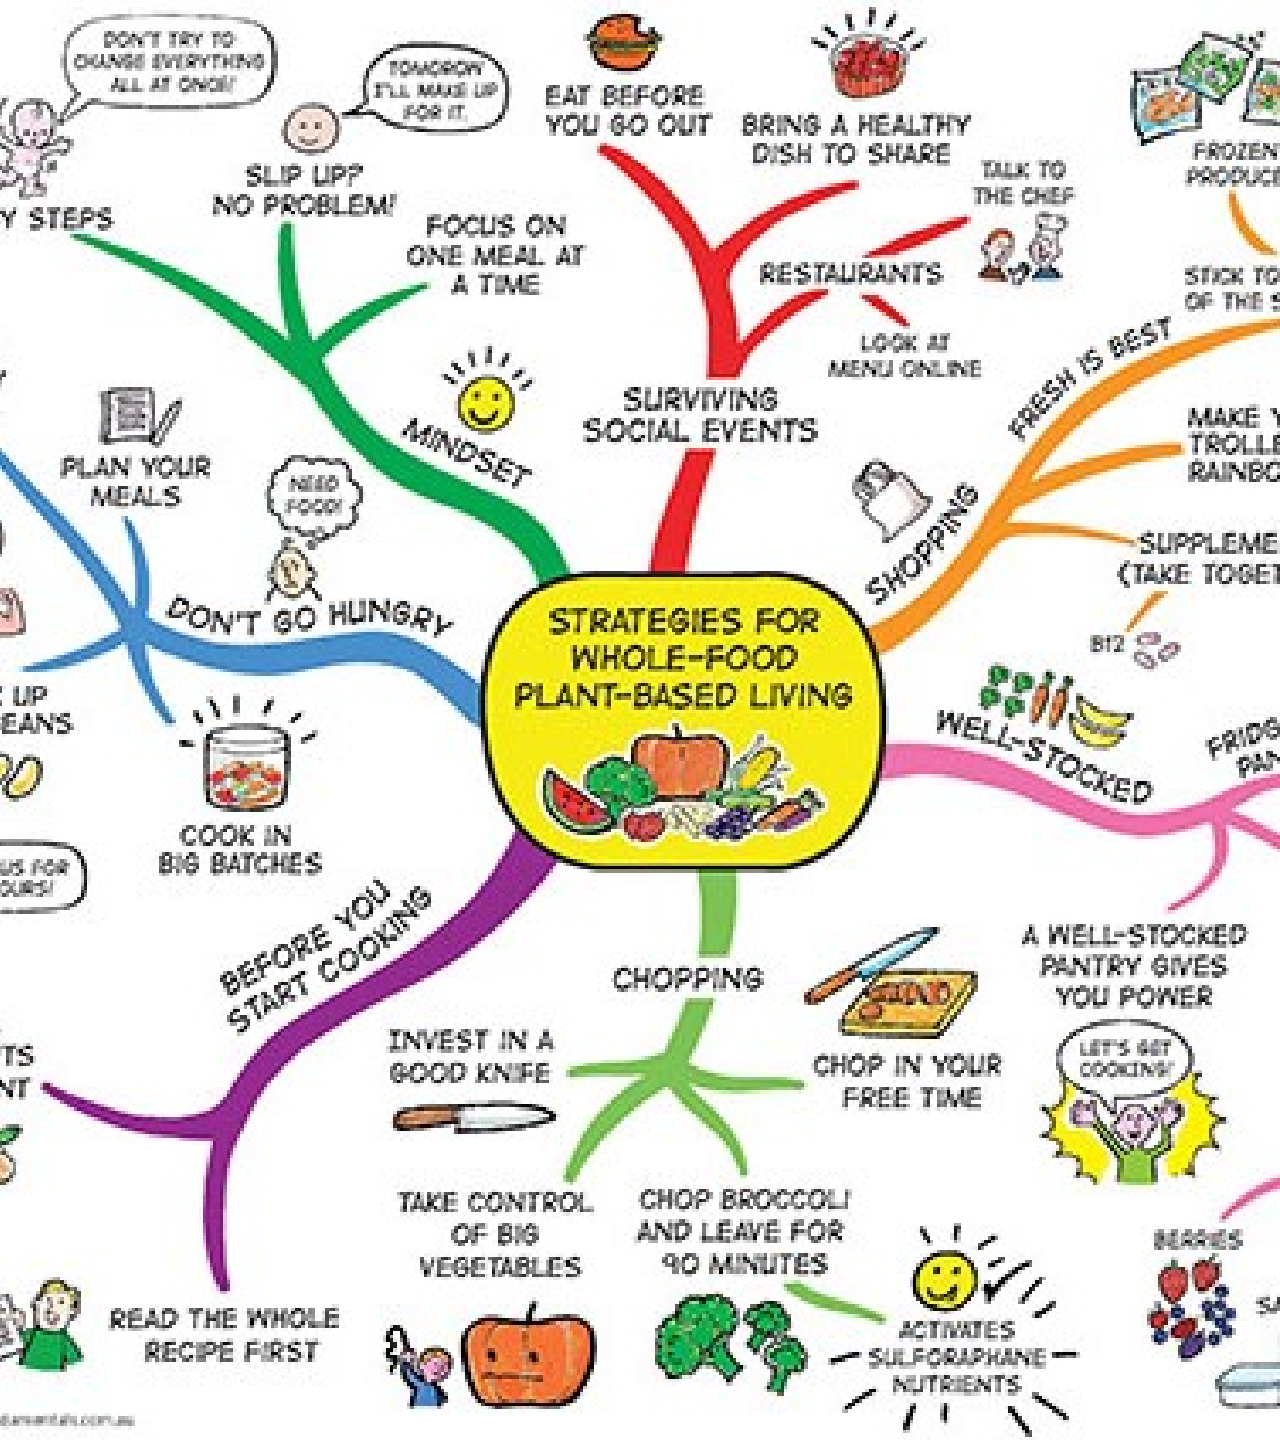 DON'T TRY TO
CHANGE EVERYTHING
ALL AT ONCE!
Y STEPS
TOMOROW
I'LL MAKE UP
FOR IT.
SLIP UP?
NO PROBLEM!
FOCUS ON
ONE MEAL AT
A TIME
MINDSET
EAT BEFORE
YOU GO OUT
BRING A HEALTHY
DISH TO SHARE
TALK TO
THE CHEF
RESTAURANTS
LOOK AT
MENU ONLINE
SURVIVING
SOCIAL EVENTS
FROZEN
PRODUCE
STICK TO
OF THE S
FRESH IS BEST
MAKE Y
TROLLE
RAINBO
SHOPPING
SUPPLEME
(TAKE TOGET
B12
PLAN YOUR
MEALS
NEED
FOOD!
DON'T GO HUNGRY
UP
EANS
COOK IN
BIG BATCHES
STRATEGIES FOR
WHOLE-FOOD
PLANT-BASED LIVING
WELL-STOCKED
FRIDG
PAN
A WELL-STOCKED
PANTRY GIVES
YOU POWER
LET'S GET
COOKING!
BERRIES
SA
US FOR
OURS!
BEFORE YOU
START COOKING
TS
NT
READ THE WHOLE
RECIPE FIRST
CHOPPING
INVEST IN A
GOOD KNIFE
CHOP IN YOUR
FREE TIME
TAKE CONTROL
OF BIG
VEGETABLES
CHOP BROCCOLI
AND LEAVE FOR
90 MINUTES
ACTIVATES
SULFORAPHANE
NUTRIENTS